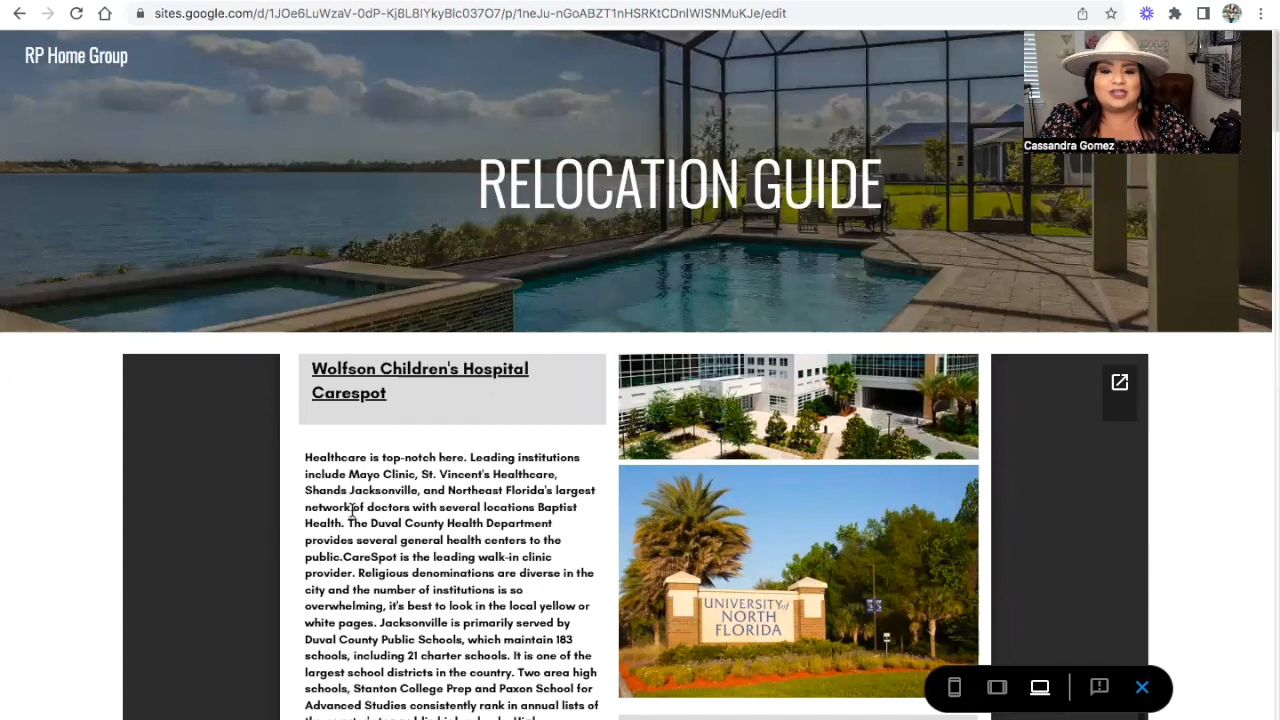 sites.google.com/d/1JOe6LuWzaV-0dP-Kj8L8IYkyBlc037O7/p/1neJu-nGoABZT1nHSRKtCDnlWlSNMuKJe/edit
RP Home Group
Cassandra Gomez
RELOCATION GUIDE
Wolfson Children's Hospital
Carespot
Healthcare is top-notch here. Leading institutions
include Mayo Clinic, St. Vincent's Healthcare,
Shands Jacksonville, and Northeast Florida's largest
network of doctors with several locations Baptist
Health. The Duval County Health Department
provides several general health centers to the
public.CareSpot is the leading walk-in clinic
provider. Religious denominations are diverse in the
city and the number of institutions is so
overwhelming, it's best to look in the local yellow or
white pages. Jacksonville is primarily served by
Duval County Public Schools, which maintain 183
schools, including 21 charter schools. It is one of the
largest school districts in the country. Two area high
schools, Stanton College Prep and Paxon School for
Advanced Studies consistently rank in annual lists of
UNIVERSITY of
NORTH
FLORIDA